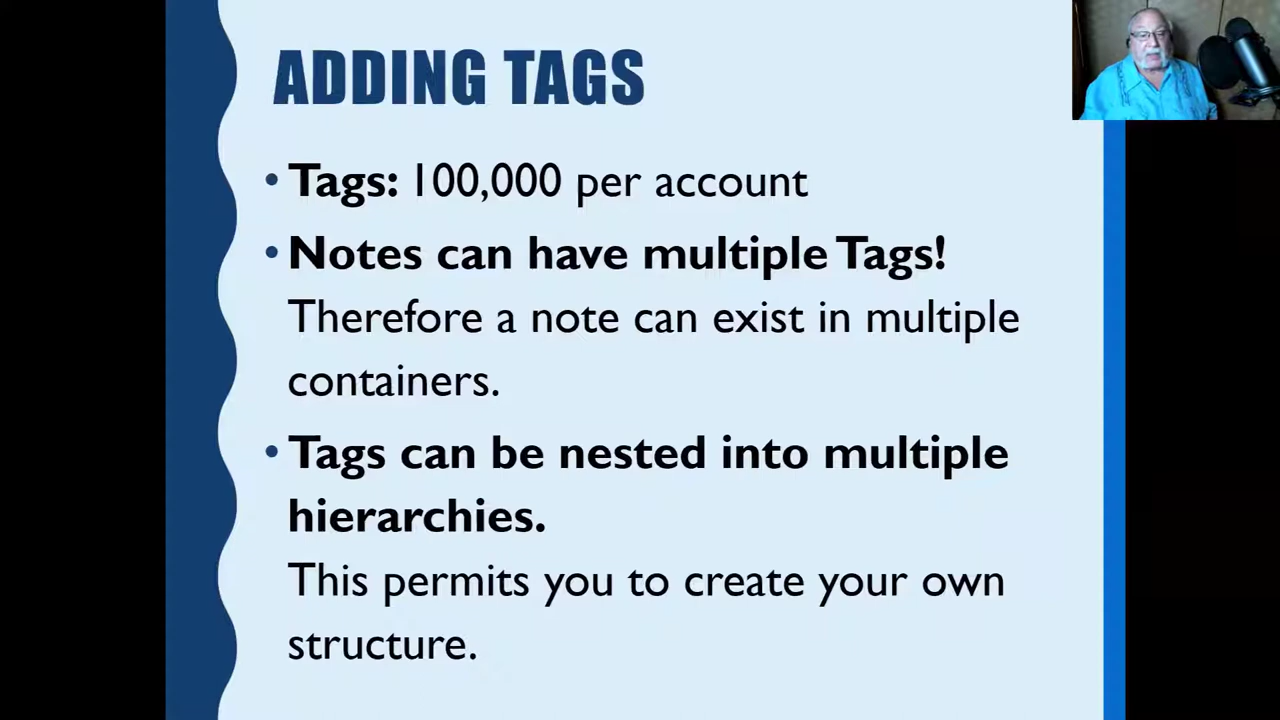 ADDING TAGS
• Tags: 100,000 per account
• Notes can have multiple Tags!
Therefore a note can exist in multiple
containers.
• Tags can be nested into multiple
hierarchies.
This permits you to create your own
structure.